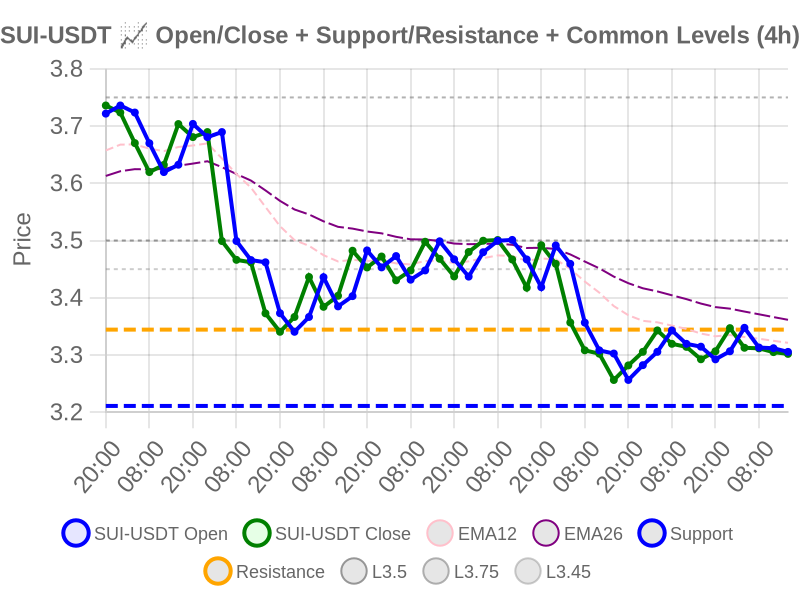 SUI-USDT 📈 Open/Close + Support/Resistance + Common Levels (4h)
3.8
3.7
3.6
3.5
3.4
3.3
3.2
Price
20:00
08:00
20:00
08:00
20:00
08:00
20:00
08:00
20:00
08:00
20:00
08:00
20:00
08:00
20:00
08:00
SUI-USDT Open
SUI-USDT Close
EMA12
EMA26
Support
Resistance
L3.5
L3.75
L3.45